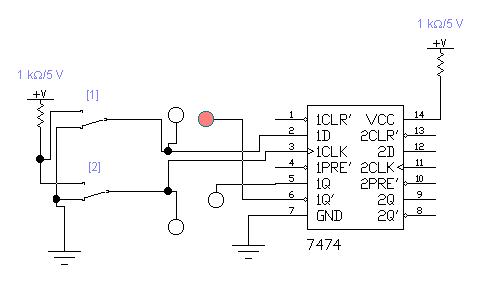 1 kΩ/5 V
+V
1 kΩ/5 V
+V
[1]
[2]
1 1CLR' VCC 14
2 1D 2CLR' 13
3 1CLK 2D 12
4 1PRE' 2CLK 11
5 1Q 2PRE' 10
6 1Q' 2Q 9
7 GND 2Q' 8
7474